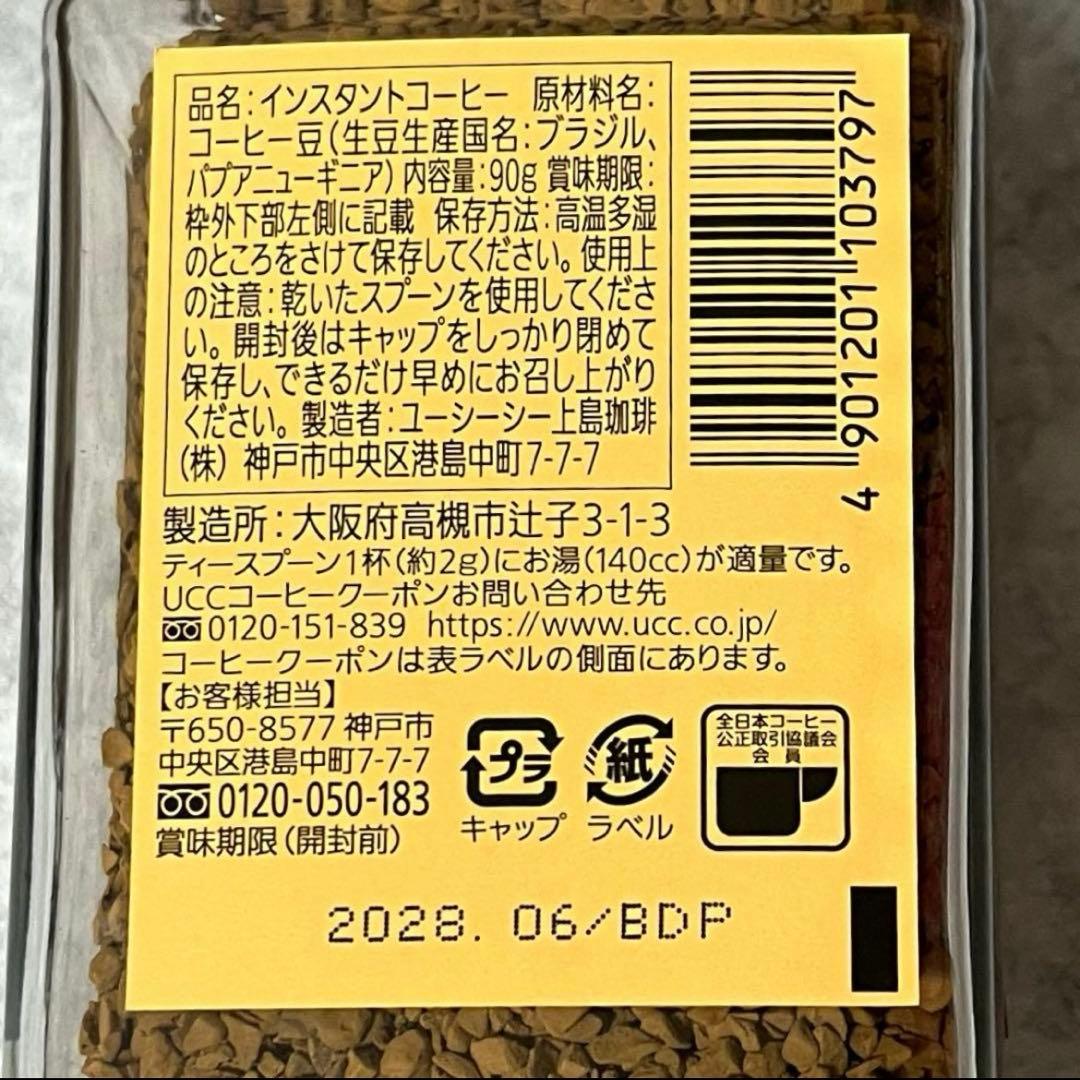 品名:インスタントコーヒー 原材料名:
コーヒー豆(生豆生産国名:ブラジル、
パプアニューギニア)内容量:90g 賞味期限:
枠外下部左側に記載 保存方法:高温多湿
のところをさけて保存してください。使用上
の注意:乾いたスプーンを使用してくださ
い。開封後はキャップをしっかり閉めて
保存し、できるだけ早めにお召し上がり
ください。製造者:ユーシーシー上島珈琲
(株) 神戸市中央区港島中町7-7-7
4 901201 103797
製造所:大阪府高槻市辻子3-1-3
ティースプーン1杯(約2g)にお湯(140cc)が適量です。
UCCコーヒークーポンお問い合わせ先
0120-151-839 https://www.ucc.co.jp/
コーヒークーポンは表ラベルの側面にあります。
【お客様担当】
〒650-8577 神戸市
中央区港島中町7-7-7
0120-050-183
賞味期限(開封前)
プラ
キャップ
紙
ラベル
全日本コーヒー
公正取引協議会
会員
2028. 06/BDP